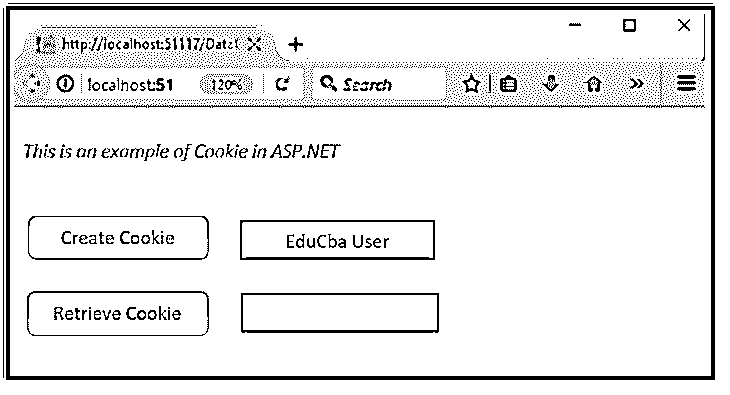 http://localhost:51117/Data
localhost:51 120% Search
This is an example of Cookie in ASP.NET
Create Cookie EduCba User
Retrieve Cookie